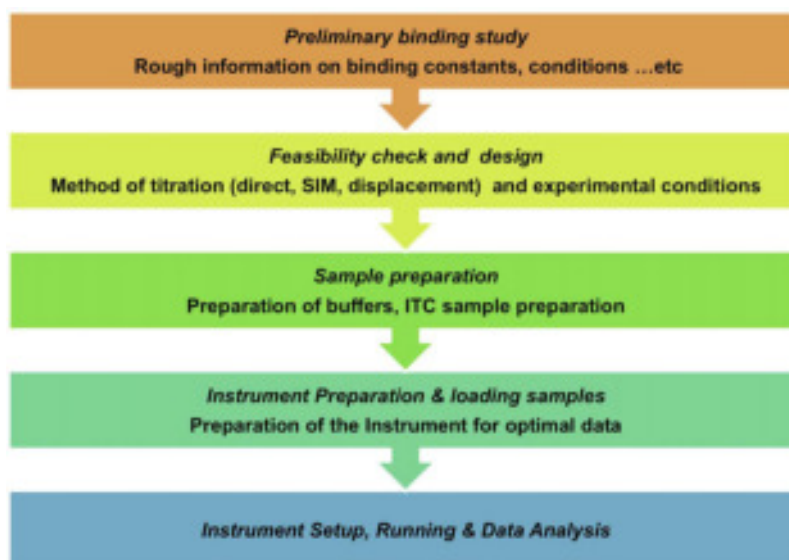 Preliminary binding study
Rough information on binding constants, conditions ...etc
Feasibility check and design
Method of titration (direct, SIM, displacement) and experimental conditions
Sample preparation
Preparation of buffers, ITC sample preparation
Instrument Preparation & loading samples
Preparation of the Instrument for optimal data
Instrument Setup, Running & Data Analysis